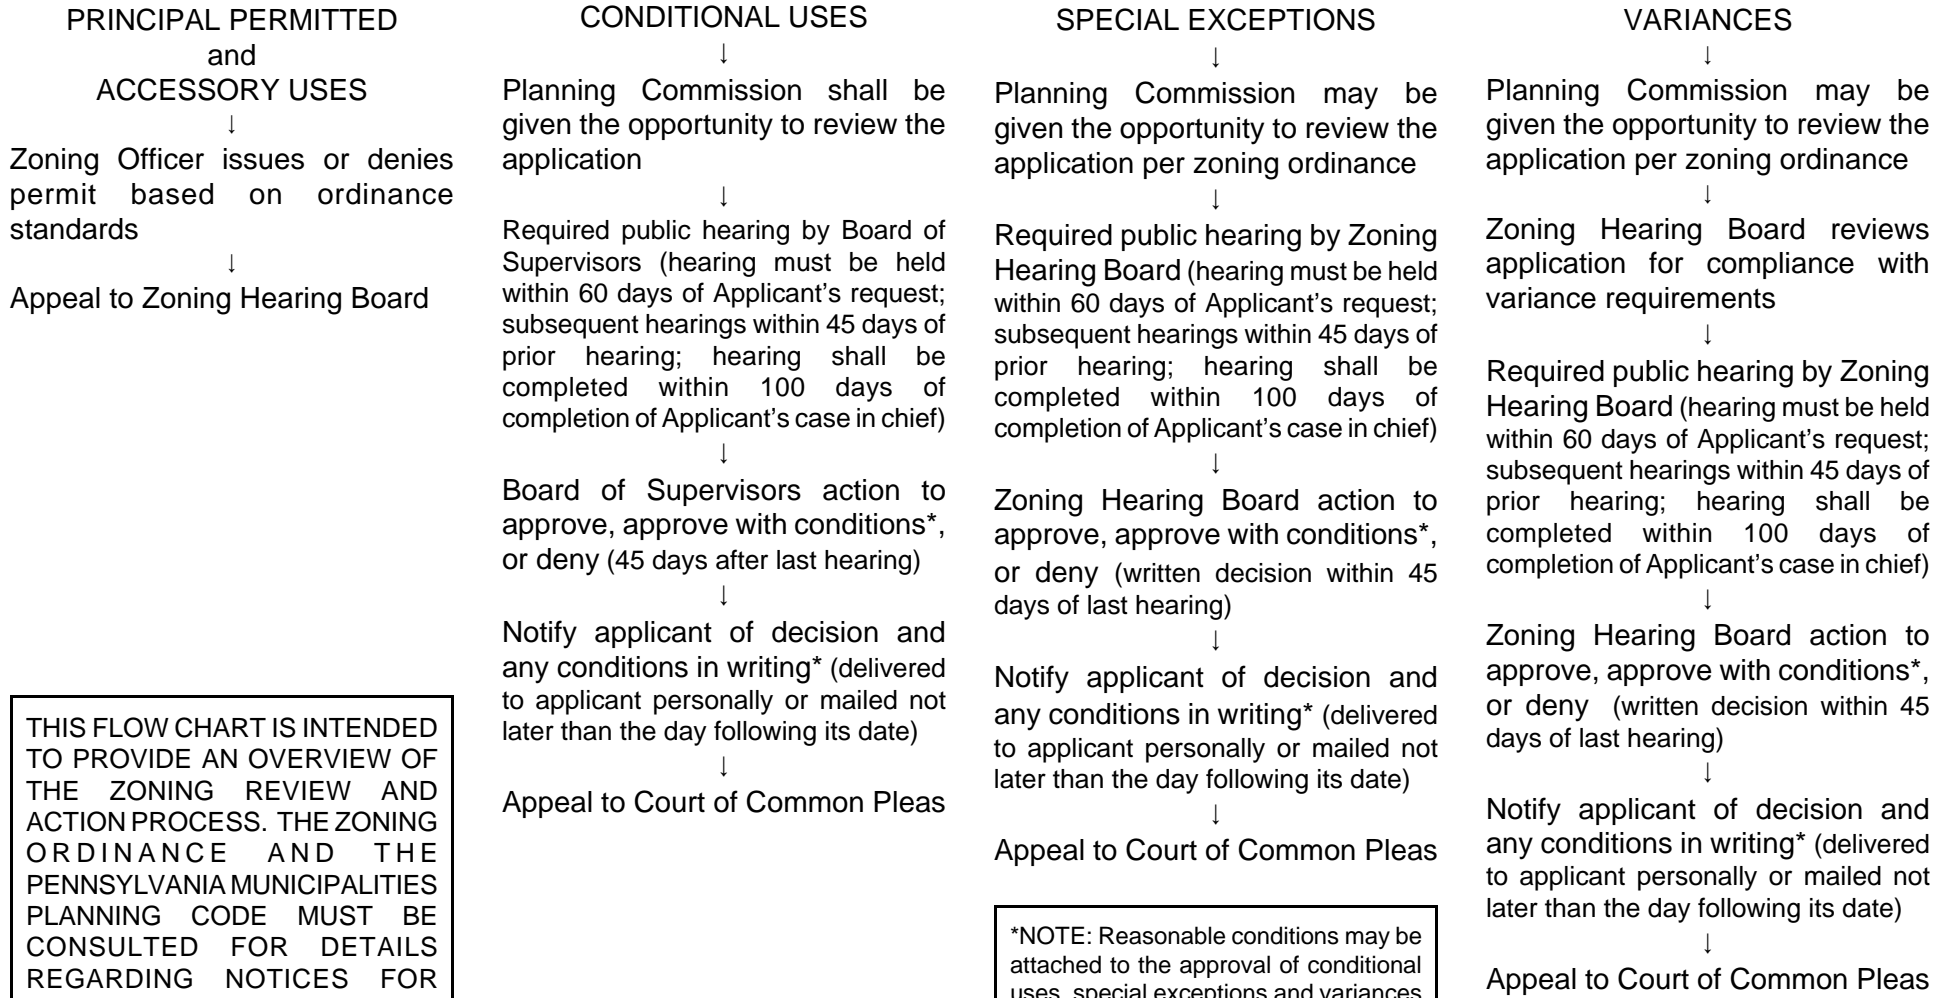 PRINCIPAL PERMITTED
and
ACCESSORY USES
↓
Zoning Officer issues or denies
permit based on ordinance
standards
↓
Appeal to Zoning Hearing Board
THIS FLOW CHART IS INTENDED
TO PROVIDE AN OVERVIEW OF
THE ZONING REVIEW AND
ACTION PROCESS. THE ZONING
ORDINANCE AND THE
PENNSYLVANIA MUNICIPALITIES
PLANNING CODE MUST BE
CONSULTED FOR DETAILS
REGARDING NOTICES FOR
CONDITIONAL USES
↓
Planning Commission shall be
given the opportunity to review the
application
↓
Required public hearing by Board of
Supervisors (hearing must be held
within 60 days of Applicant's request;
subsequent hearings within 45 days of
prior hearing; hearing shall be
completed within 100 days of
completion of Applicant's case in chief)
↓
Board of Supervisors action to
approve, approve with conditions*,
or deny (45 days after last hearing)
↓
Notify applicant of decision and
any conditions in writing* (delivered
to applicant personally or mailed not
later than the day following its date)
↓
Appeal to Court of Common Pleas
SPECIAL EXCEPTIONS
↓
Planning Commission may be
given the opportunity to review the
application per zoning ordinance
↓
Required public hearing by Zoning
Hearing Board (hearing must be held
within 60 days of Applicant's request;
subsequent hearings within 45 days of
prior hearing; hearing shall be
completed within 100 days of
completion of Applicant's case in chief)
↓
Zoning Hearing Board action to
approve, approve with conditions*,
or deny (written decision within 45
days of last hearing)
↓
Notify applicant of decision and
any conditions in writing* (delivered
to applicant personally or mailed not
later than the day following its date)
↓
Appeal to Court of Common Pleas
*NOTE: Reasonable conditions may be
attached to the approval of conditional
uses, special exceptions and variances
VARIANCES
↓
Planning Commission may be
given the opportunity to review the
application per zoning ordinance
↓
Zoning Hearing Board reviews
application for compliance with
variance requirements
↓
Required public hearing by Zoning
Hearing Board (hearing must be held
within 60 days of Applicant's request;
subsequent hearings within 45 days of
prior hearing; hearing shall be
completed within 100 days of
completion of Applicant's case in chief)
↓
Zoning Hearing Board action to
approve, approve with conditions*,
or deny (written decision within 45
days of last hearing)
↓
Notify applicant of decision and
any conditions in writing* (delivered
to applicant personally or mailed not
later than the day following its date)
↓
Appeal to Court of Common Pleas